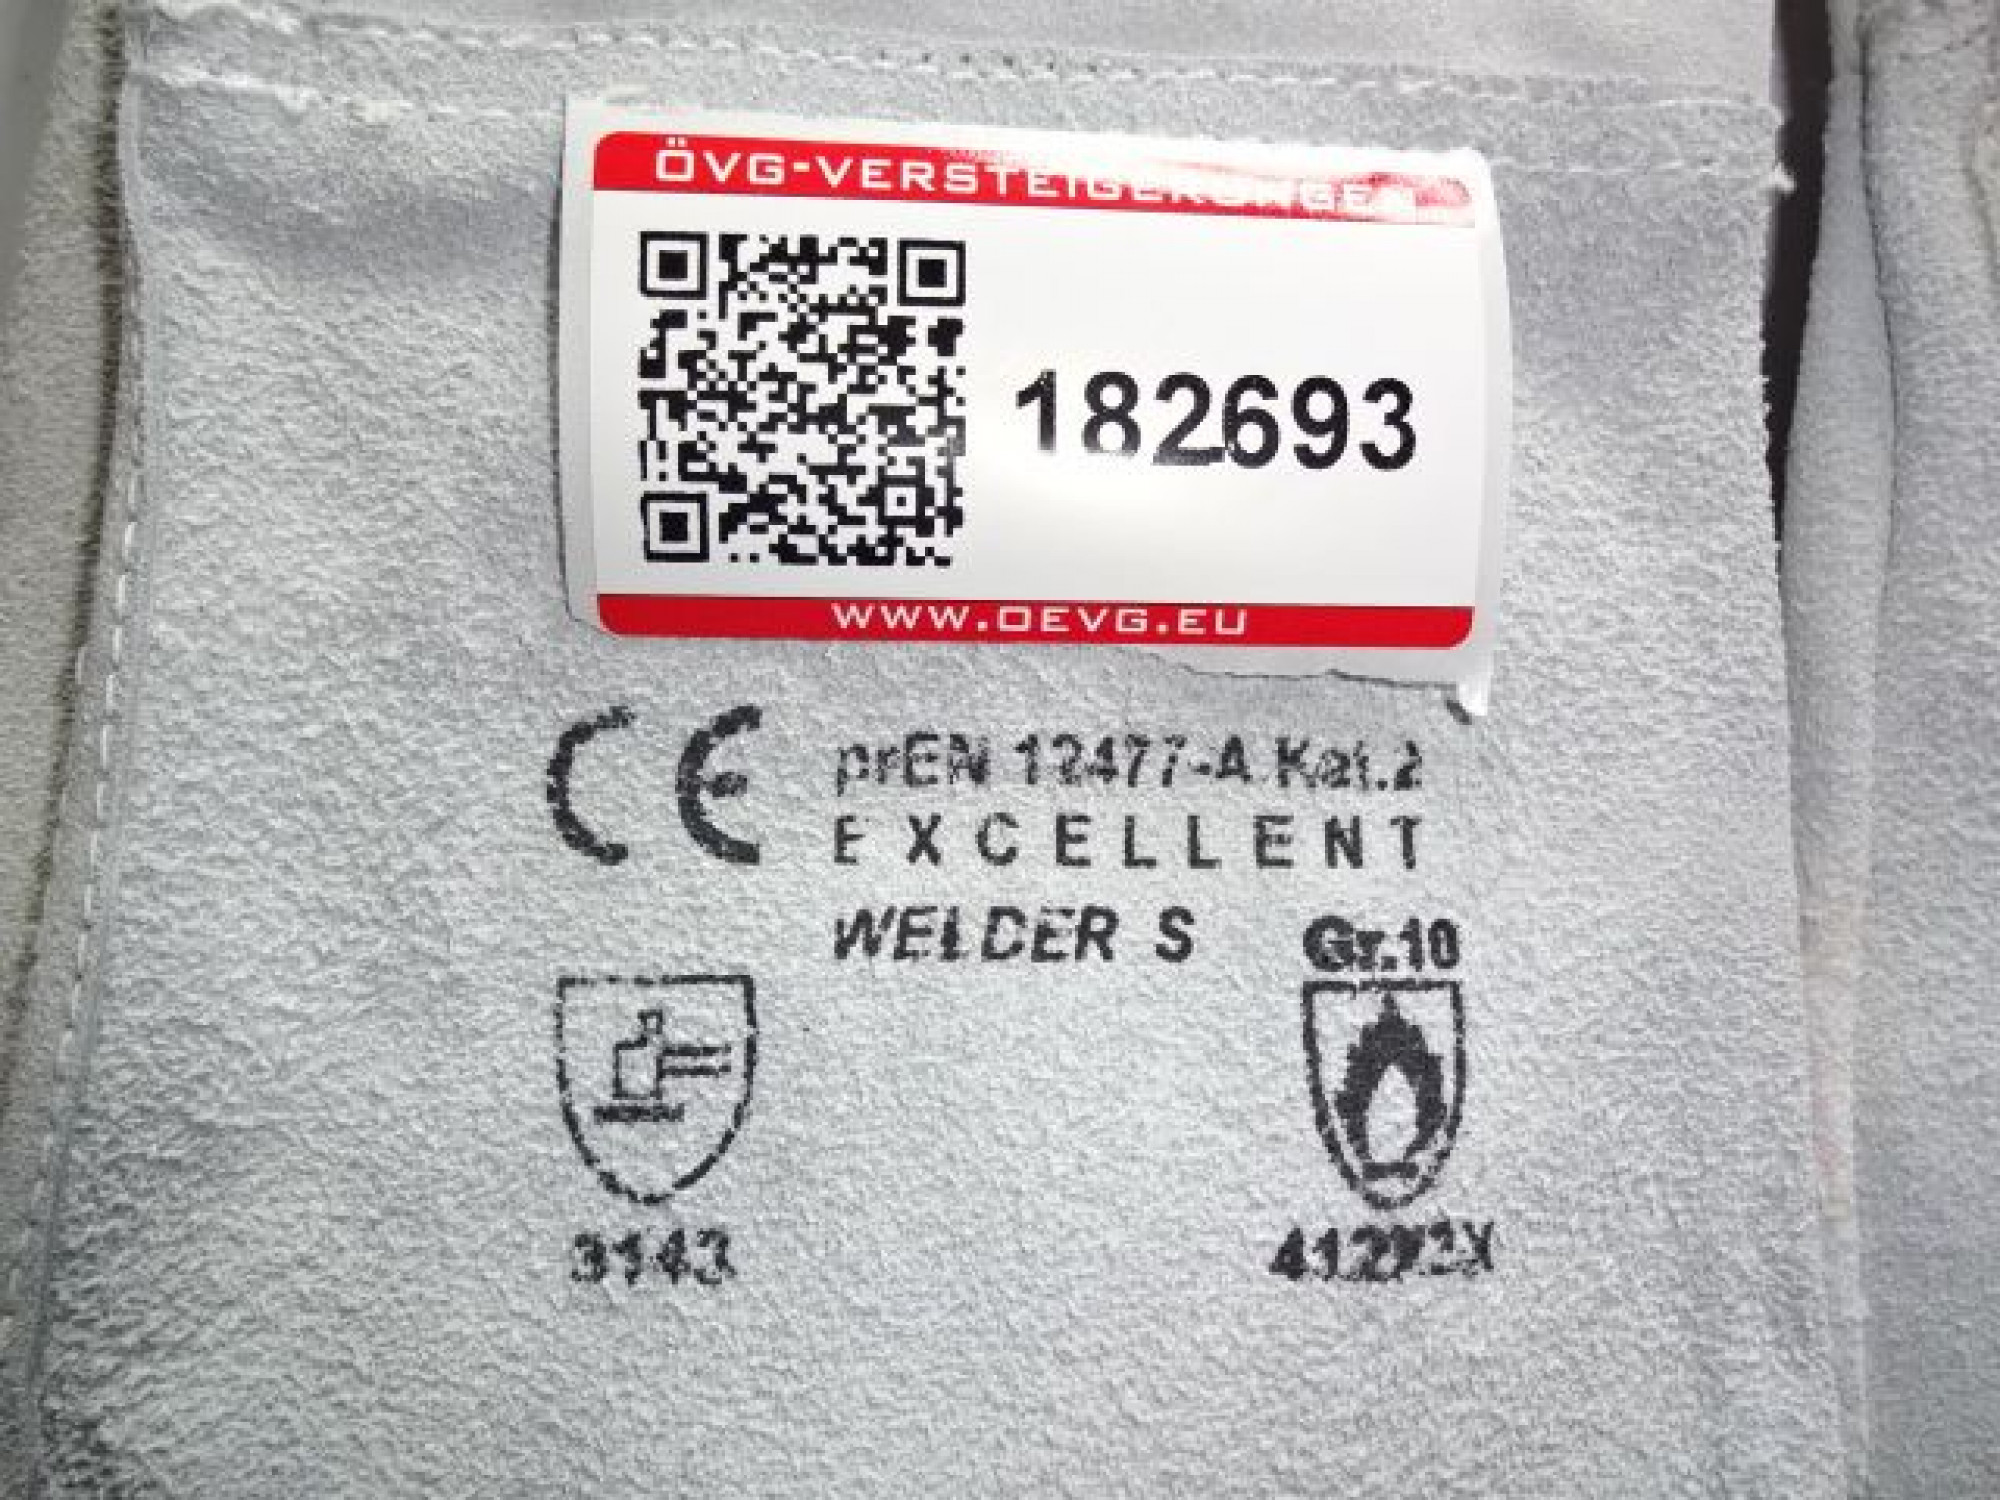 ÖVG-VERSTEIGERUNGEN
182693
WWW.OEVG.EU
CE prEN 12477-A Kat.2
EXCELLENT
WELDER S Gr.10
3143